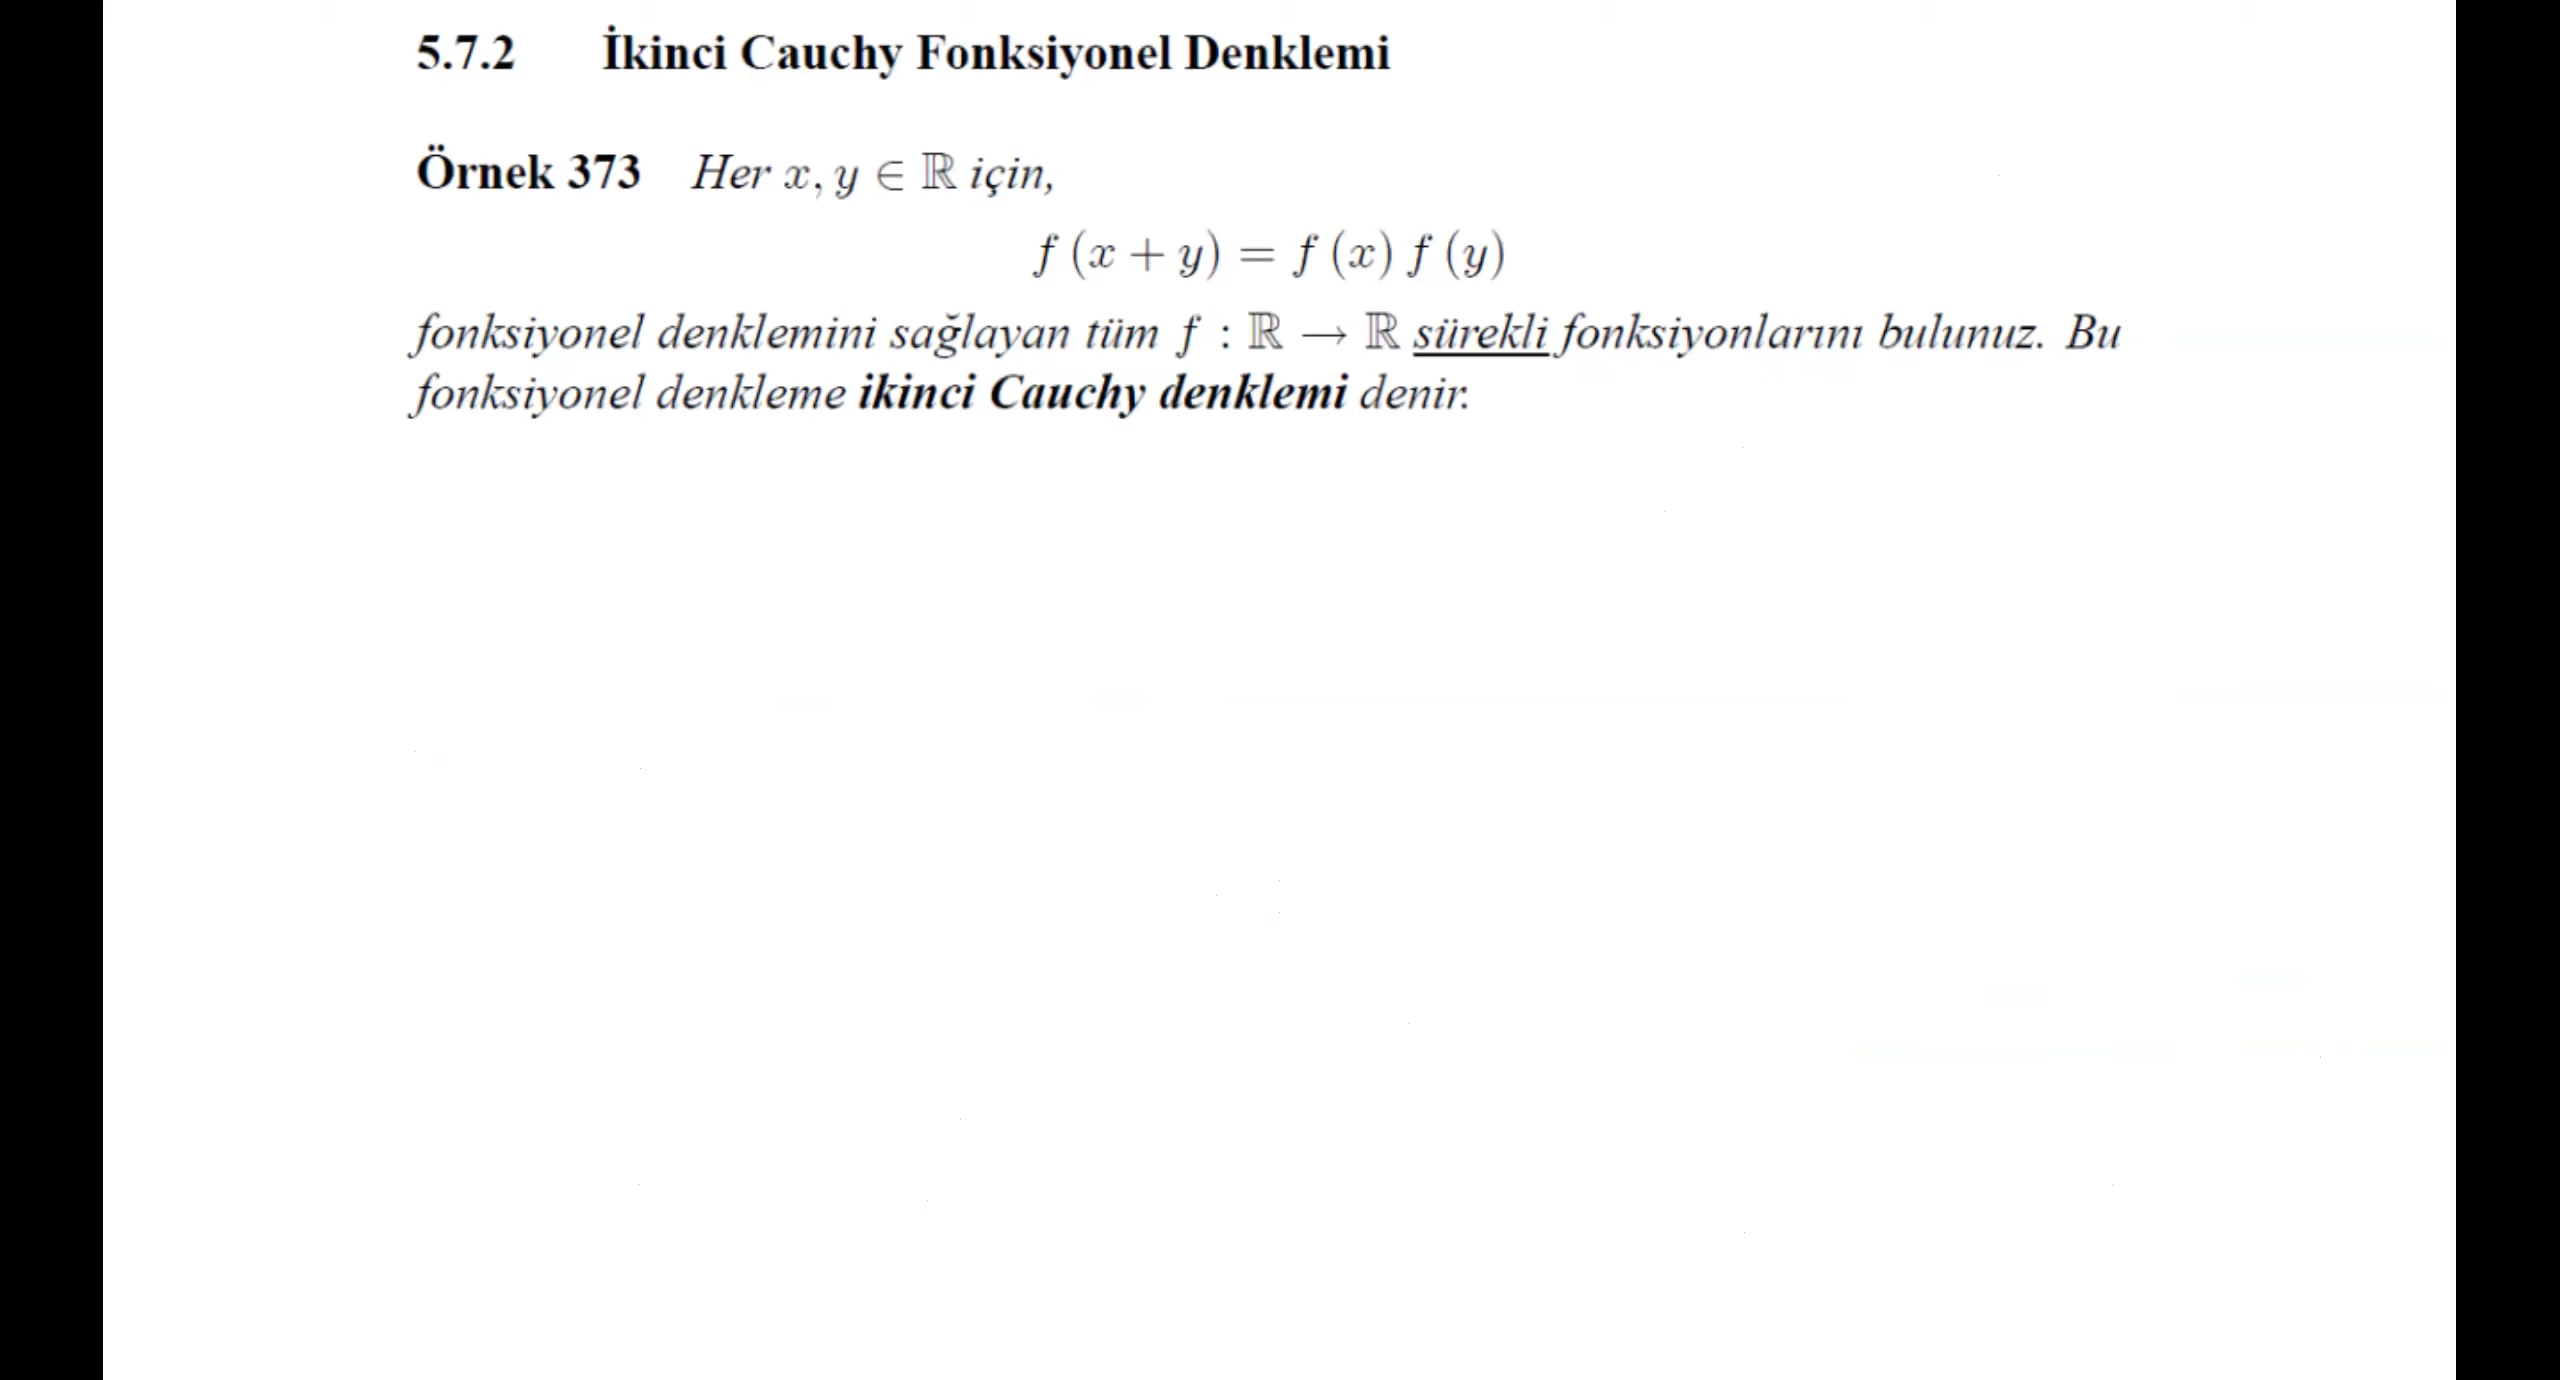 5.7.2 İkinci Cauchy Fonksiyonel Denklemi
Örnek 373 Her x, y ∈ ℝ için,
f (x + y) = f (x) f (y)
fonksiyonel denklemini sağlayan tüm f : ℝ → ℝ sürekli fonksiyonlarını bulunuz. Bu
fonksiyonel denkleme ikinci Cauchy denklemi denir.